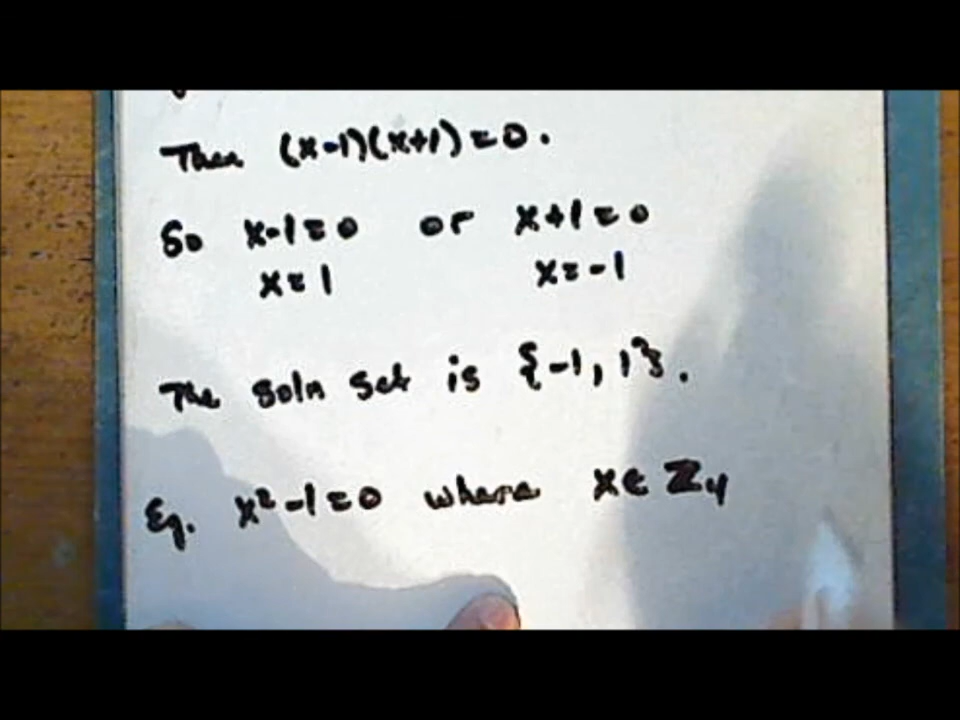 Then (x-1)(x+1)=0.
So x-1=0 or x+1=0
x=1 x=-1
The soln set is {-1, 1}.
Eg. x²-1=0 where x∈ℤ₄